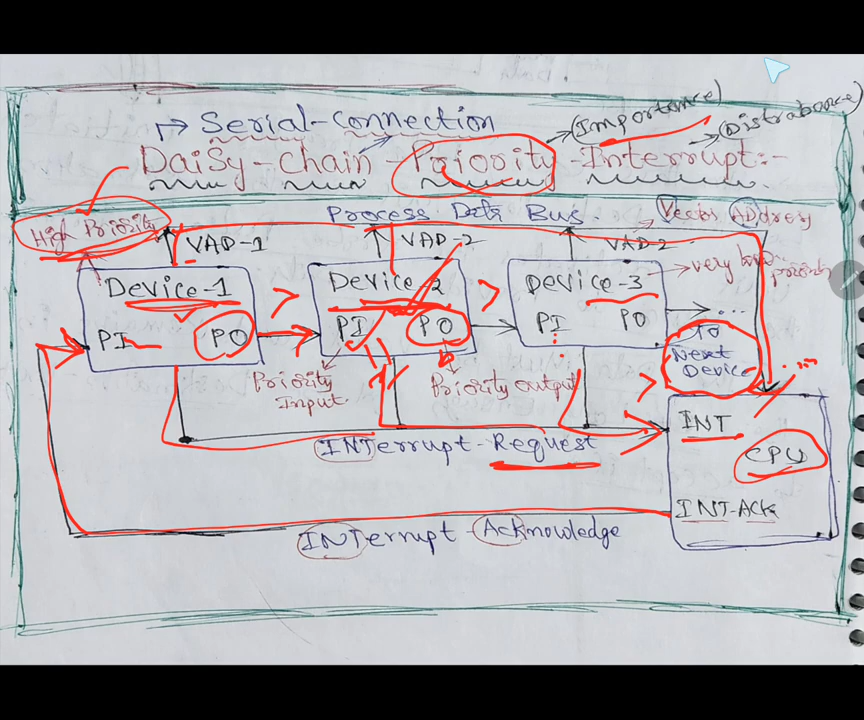 Serial-Connection
(Importance)
(Distrabance)
DaiSy-Chain-Priority-Interrupt:-
High Priority
Process Data Bus
Vector ADdress
VAD-1
VAD-2
VAD-2
Device-1
Device-2
Device-3
very low priority
PI PO
PI PO
PI PO
...
To
Next
Device
Priority
Input
Priority output
INT
CPU
INTerrupt-Request
INT-ACK
INTerrupt-Acknowledge